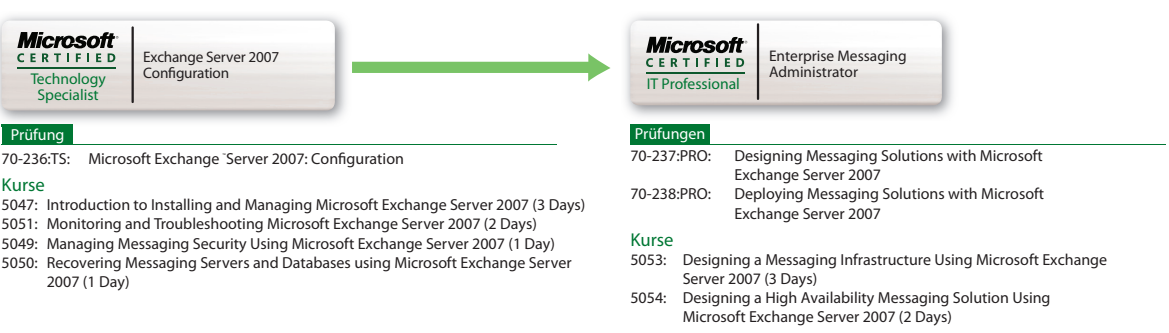 Microsoft
CERTIFIED
Technology
Specialist
Exchange Server 2007
Configuration
Prüfung
70-236:TS: Microsoft Exchange Server 2007: Configuration
Kurse
5047: Introduction to Installing and Managing Microsoft Exchange Server 2007 (3 Days)
5051: Monitoring and Troubleshooting Microsoft Exchange Server 2007 (2 Days)
5049: Managing Messaging Security Using Microsoft Exchange Server 2007 (1 Day)
5050: Recovering Messaging Servers and Databases using Microsoft Exchange Server
2007 (1 Day)
Microsoft
CERTIFIED
IT Professional
Enterprise Messaging
Administrator
Prüfungen
70-237:PRO: Designing Messaging Solutions with Microsoft
Exchange Server 2007
70-238:PRO: Deploying Messaging Solutions with Microsoft
Exchange Server 2007
Kurse
5053: Designing a Messaging Infrastructure Using Microsoft Exchange
Server 2007 (3 Days)
5054: Designing a High Availability Messaging Solution Using
Microsoft Exchange Server 2007 (2 Days)